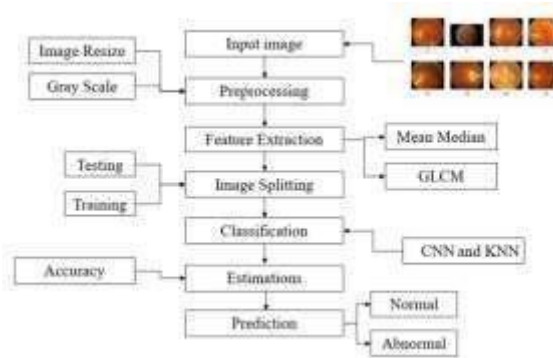 Input image
Image Resize
Gray Scale
Preprocessing
Feature Extraction
Mean Median
GLCM
Testing
Training
Image Splitting
Classification
CNN and KNN
Accuracy
Estimations
Prediction
Normal
Abnormal